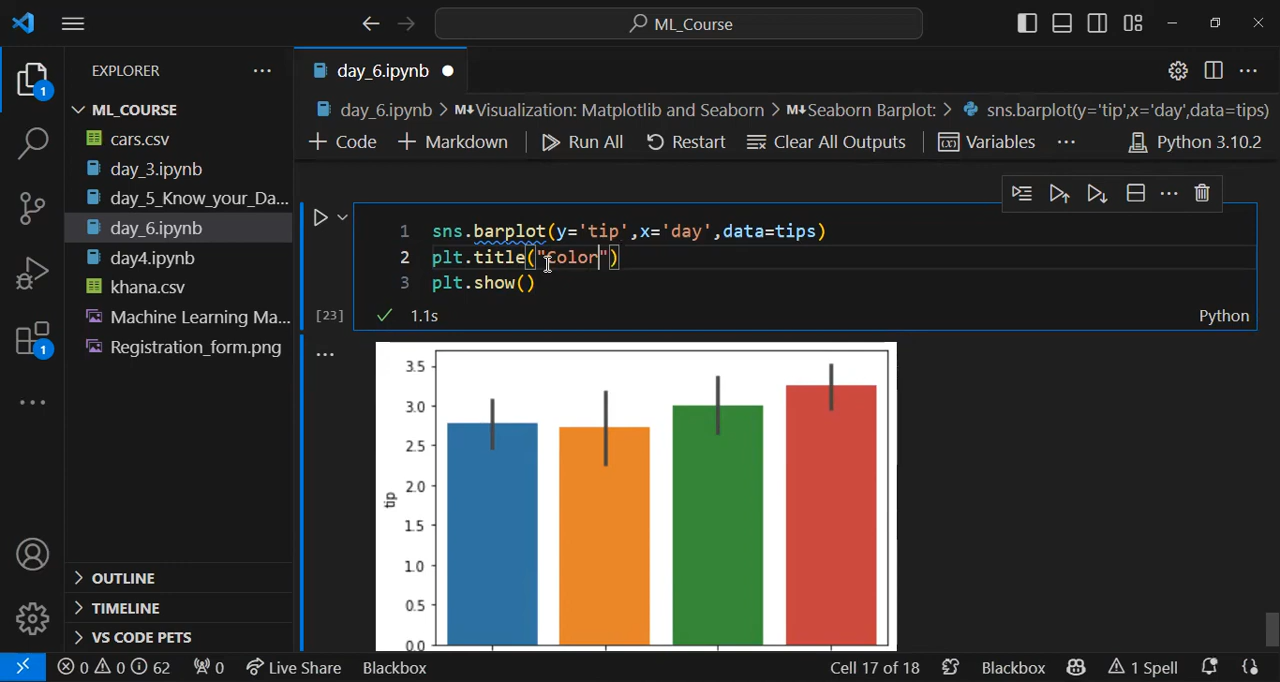 ML_Course
EXPLORER
ML_COURSE
cars.csv
day_3.ipynb
day_5_Know_your_Da...
day_6.ipynb
day4.ipynb
khana.csv
Machine Learning Ma...
Registration_form.png
OUTLINE
TIMELINE
VS CODE PETS
1
1
day_6.ipynb
day_6.ipynb > M↓Visualization: Matplotlib and Seaborn > M↓Seaborn Barplot: > sns.barplot(y='tip',x='day',data=tips)
+ Code + Markdown Run All Restart Clear All Outputs Variables ... Python 3.10.2
1 sns.barplot(y='tip',x='day',data=tips)
2 plt.title("Color")
3 plt.show()
[23] 1.1s Python
3.5
3.0
2.5
2.0
tip
1.5
1.0
0.5
0.0
0 0 62 0 Live Share Blackbox Cell 17 of 18 Blackbox 1 Spell